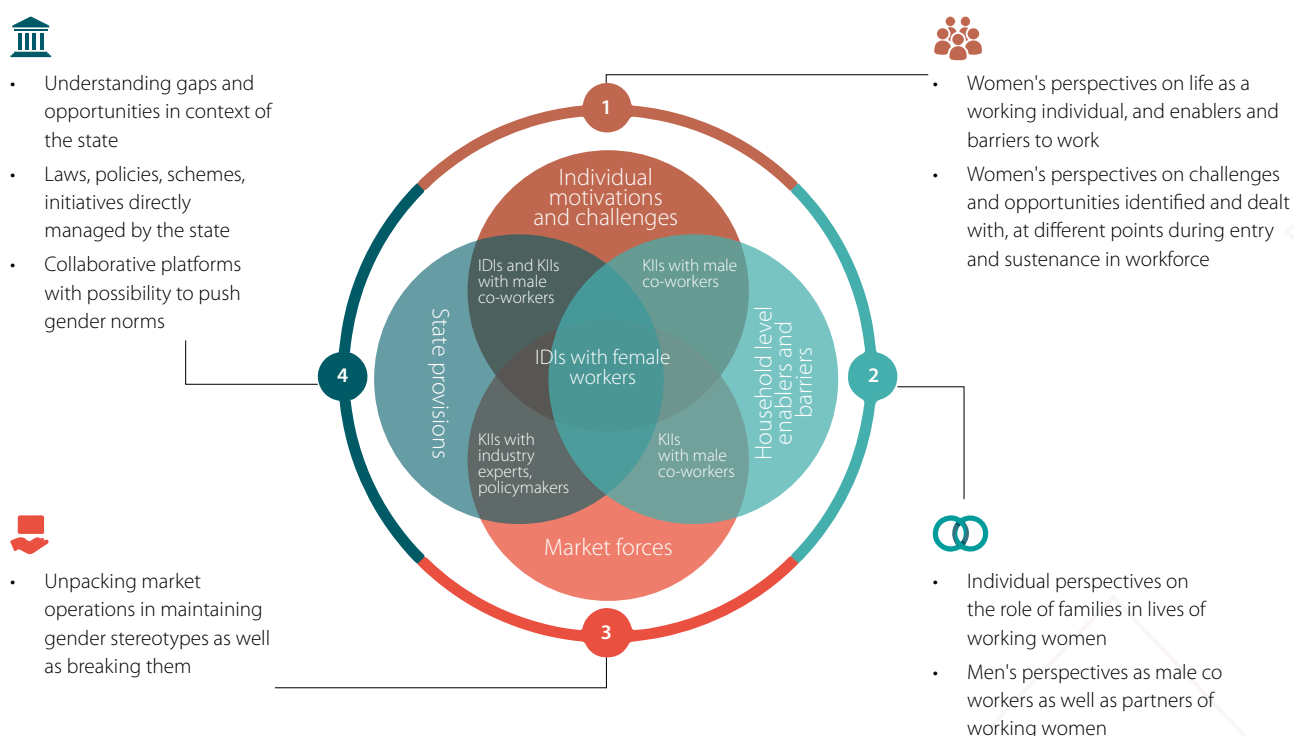 • Understanding gaps and
opportunities in context of
the state
• Laws, policies, schemes,
initiatives directly
managed by the state
• Collaborative platforms
with possibility to push
gender norms
1
• Women's perspectives on life as a
working individual, and enablers and
barriers to work
• Women's perspectives on challenges
and opportunities identified and dealt
with, at different points during entry
and sustenance in workforce
Individual
motivations
and challenges
IDIs and KIIs
with male
co-workers
KIIs with male
co-workers
State provisions
IDIs with female
workers
Household level
enablers and
barriers
4
2
KIIs with
industry
experts,
policymakers
KIIs
with male
co-workers
Market forces
3
• Unpacking market
operations in maintaining
gender stereotypes as well
as breaking them
• Individual perspectives on
the role of families in lives of
working women
• Men's perspectives as male co
workers as well as partners of
working women